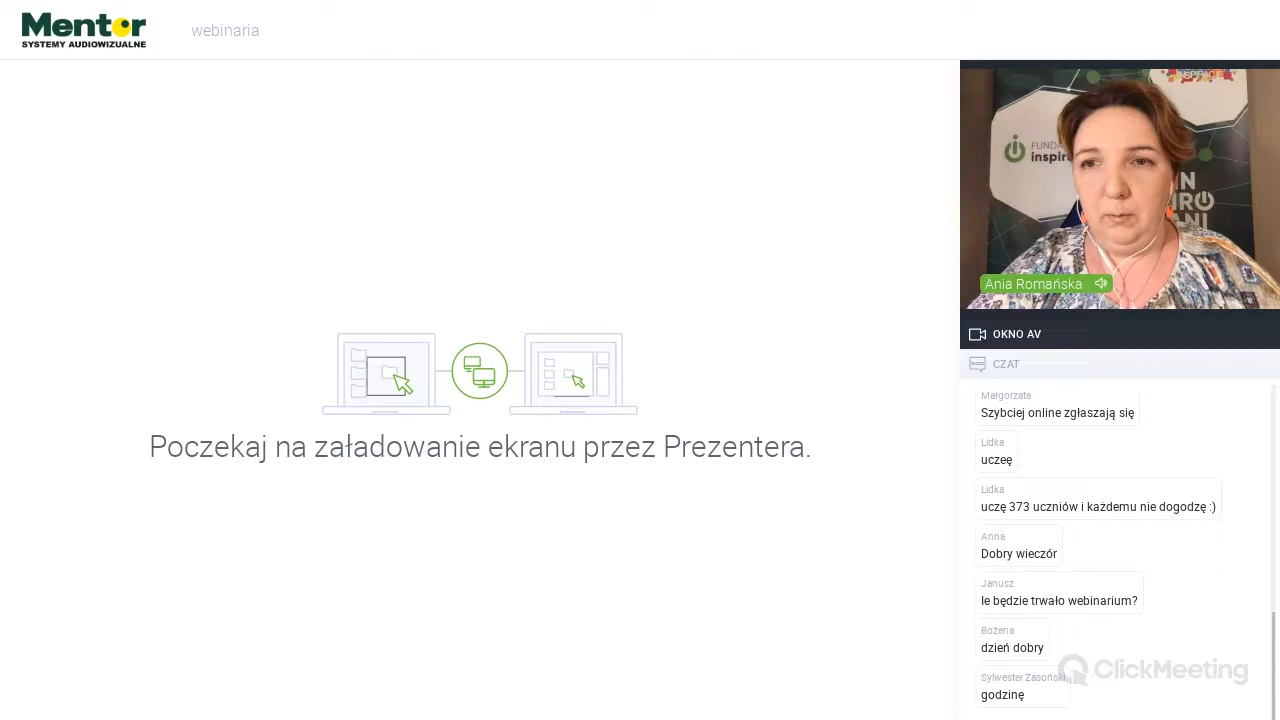 Mentor
SYSTEMY AUDIOWIZUALNE
webinaria
Poczekaj na załadowanie ekranu przez Prezentera.
Ania Romańska
OKNO AV
CZAT
Małgorzata
Szybciej online zgłaszają się
Lidka
uczeę
Lidka
uczę 373 uczniów i każdemu nie dogodzę :)
Anna
Dobry wieczór
Janusz
Ie będzie trwało webinarium?
Bożena
dzień dobry
Sylwester Zasoński
godzinę
ClickMeeting